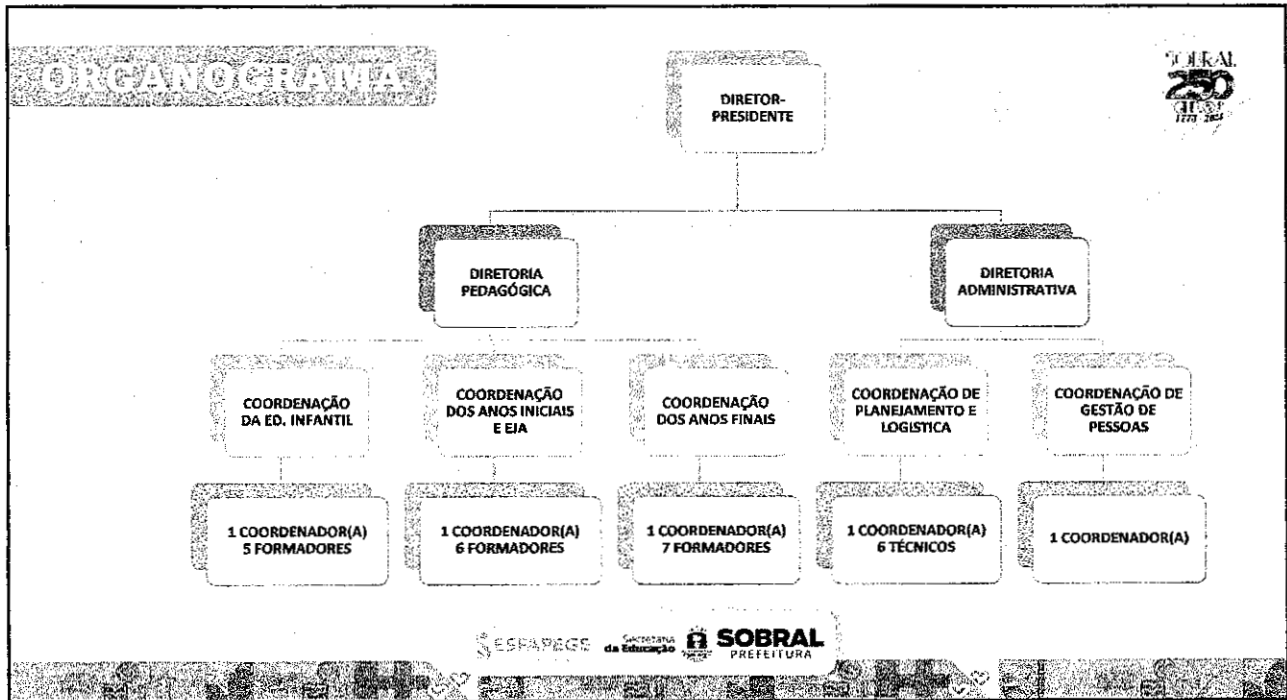 ORGANOGRAMA
SOBRAL
250
DIRETOR-
PRESIDENTE
DIRETORIA
PEDAGÓGICA
DIRETORIA
ADMINISTRATIVA
COORDENAÇÃO
DA ED. INFANTIL
COORDENAÇÃO
DOS ANOS INICIAIS
E EJA
COORDENAÇÃO
DOS ANOS FINAIS
COORDENAÇÃO DE
PLANEJAMENTO E
LOGISTICA
COORDENAÇÃO DE
GESTÃO DE
PESSOAS
1 COORDENADOR(A)
5 FORMADORES
1 COORDENADOR(A)
6 FORMADORES
1 COORDENADOR(A)
7 FORMADORES
1 COORDENADOR(A)
6 TÉCNICOS
1 COORDENADOR(A)
ESFAPEGE
Secretaria
da Educação
SOBRAL
PREFEITURA